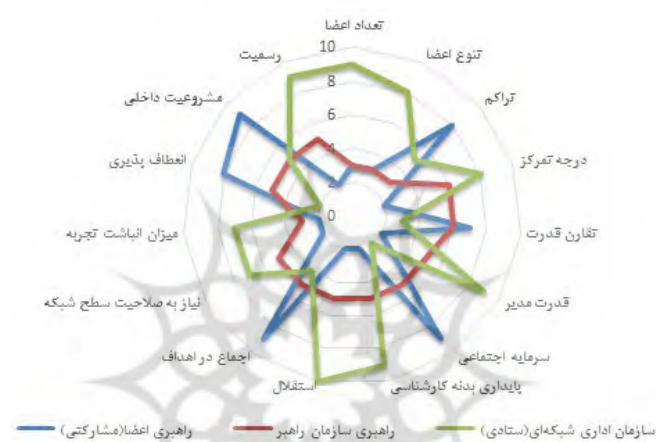 تعداد اعضا
تنوع اعضا
تراکم
درجه تمرکز
تقارن قدرت
قدرت مدیر
سرمایه اجتماعی
پایداری بدنه کارشناسی
استقلال
اجماع در اهداف
نیاز به صلاحیت سطح شبکه
میزان انباشت تجربه
انعطاف پذیری
مشروعیت داخلی
رسمیت
10
8
6
4
2
0
راهبری اعضا(مشارکتی)
راهبری سازمان راهبر
سازمان اداری شبکه‌ای(ستادی)